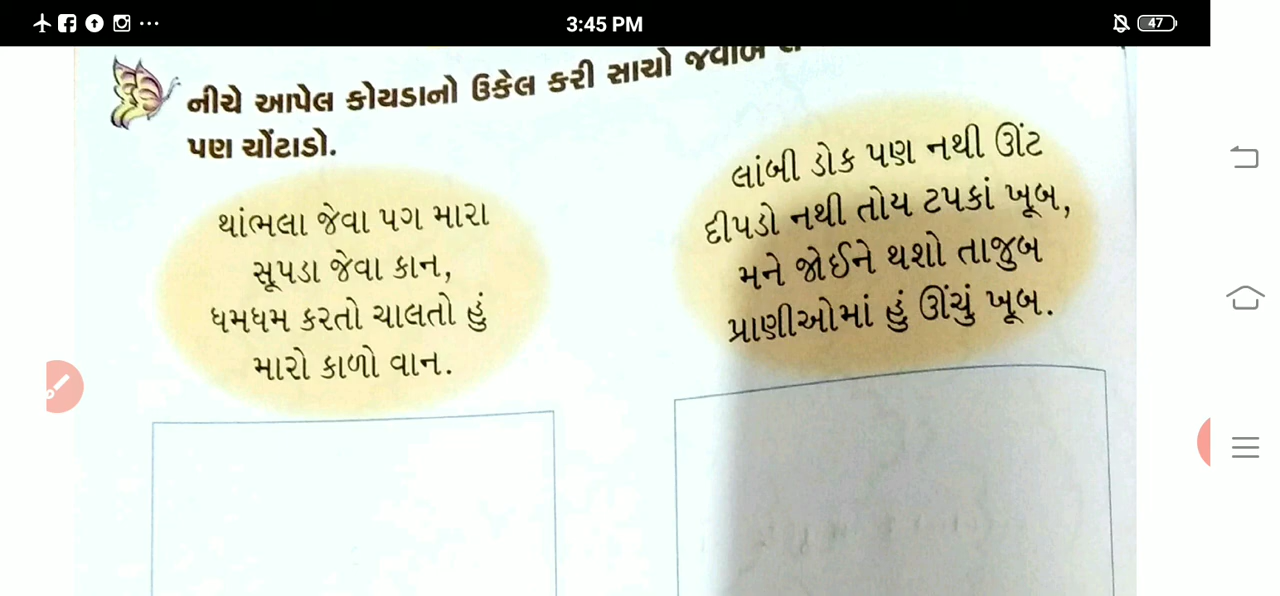 3:45 PM
47
નીચે આપેલ કોયડાનો ઉકેલ કરી સાચો જવાબ
પણ ચોંટાડો.
થાંભલા જેવા પગ મારા
સૂપડા જેવા કાન,
ધમધમ કરતો ચાલતો હું
મારો કાળો વાન.
લાંબી ડોક પણ નથી ઊંટ
દીપડો નથી તોય ટપકાં ખૂબ,
મને જોઈને થશો તાજુબ
પ્રાણીઓમાં હું ઊંચું ખૂબ.